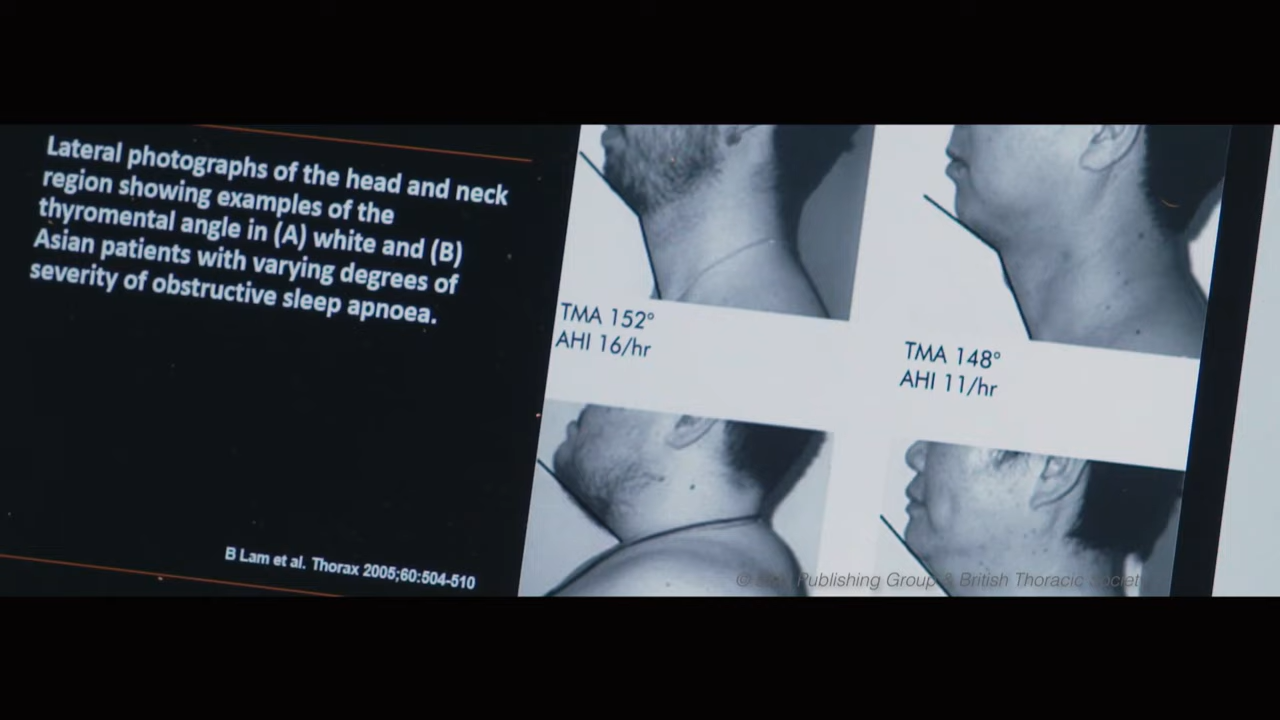 Lateral photographs of the head and neck
region showing examples of the
thyromental angle in (A) white and (B)
Asian patients with varying degrees of
severity of obstructive sleep apnoea.
B Lam et al. Thorax 2005;60:504-510
TMA 152°
AHI 16/hr
TMA 148°
AHI 11/hr
© Publishing Group & British Thoracic Society